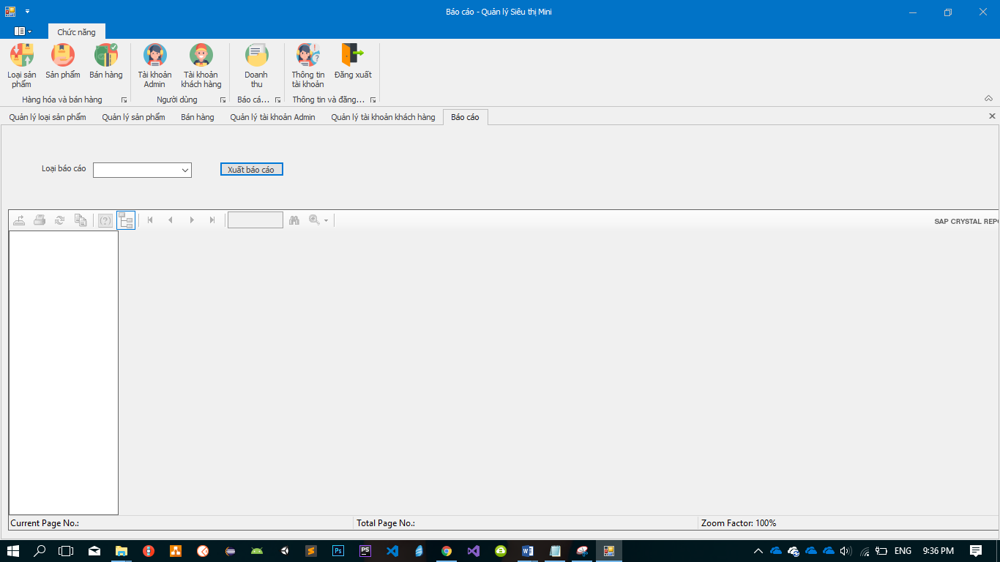 Báo cáo - Quản lý Siêu thị Mini
Chức năng
Loại sản phẩm
Sản phẩm
Bán hàng
Tài khoản Admin
Tài khoản khách hàng
Doanh thu
Thông tin tài khoản
Đăng xuất
Hàng hóa và bán hàng
Người dùng
Báo cá...
Thông tin và đăng...
Quản lý loại sản phẩm
Quản lý sản phẩm
Bán hàng
Quản lý tài khoản Admin
Quản lý tài khoản khách hàng
Báo cáo
Loại báo cáo
Xuất báo cáo
SAP CRYSTAL REPO
Current Page No.:
Total Page No.:
Zoom Factor: 100%
Ps
PS
ENG
9:36 PM